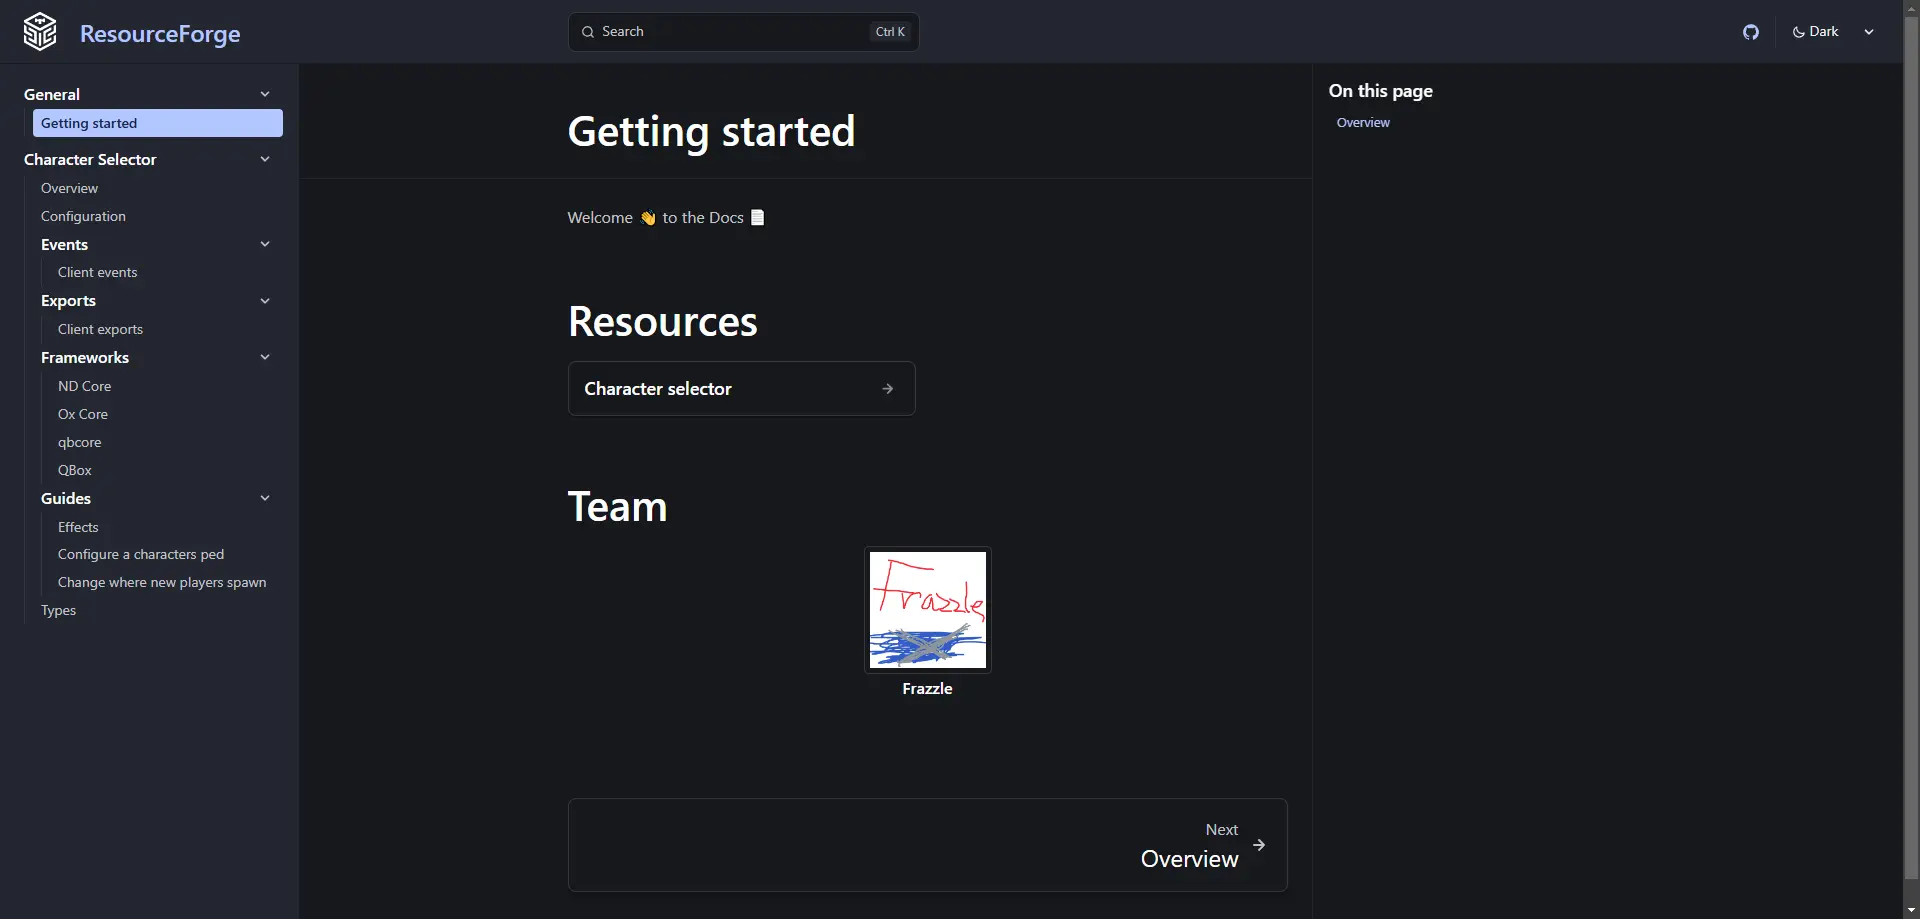 ResourceForge
Search
Ctrl K
Dark
General
Getting started
Character Selector
Overview
Configuration
Events
Client events
Exports
Client exports
Frameworks
ND Core
Ox Core
qbcore
QBox
Guides
Effects
Configure a characters ped
Change where new players spawn
Types
Getting started
Welcome 👋 to the Docs 📄
Resources
Character selector
Team
Frazzle
Frazzle
Next
Overview
On this page
Overview